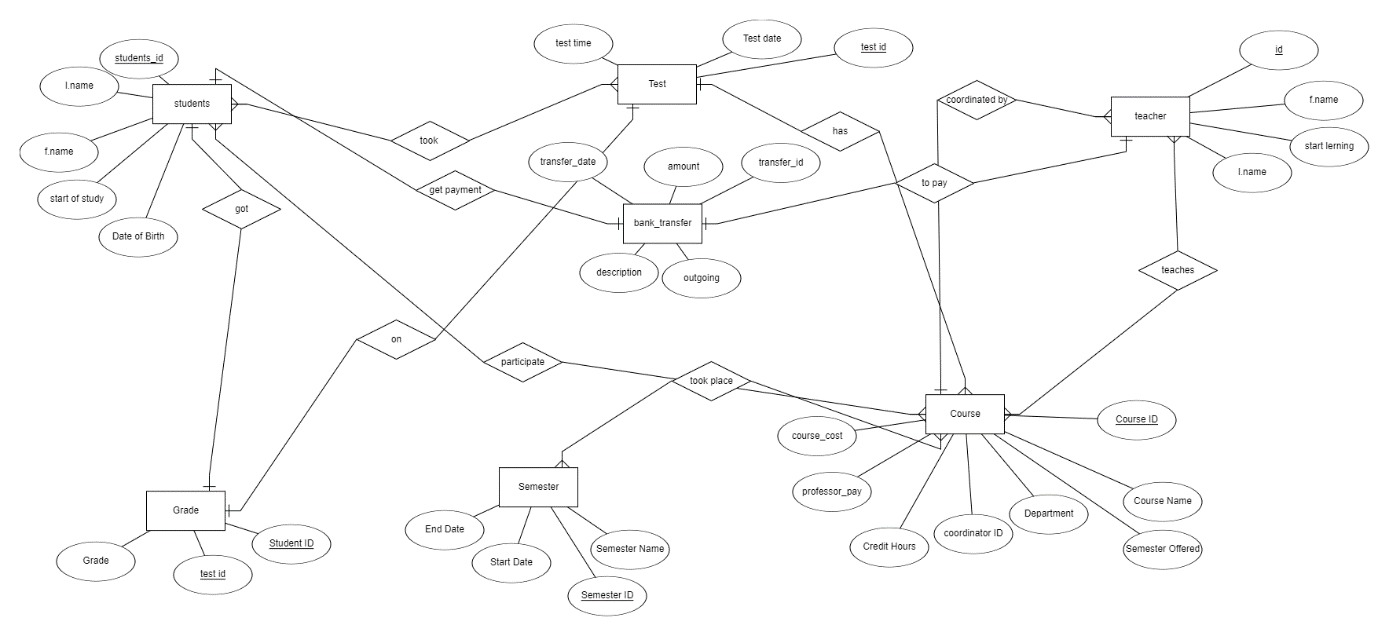 test time
Test date
test id
id
students_id
l.name
students
Test
coordinated by
teacher
f.name
took
has
start lerning
f.name
transfer_date
amount
transfer_id
l.name
start of study
get payment
to pay
got
bank_transfer
Date of Birth
description
outgoing
teaches
on
participate
took place
Course
Course ID
course_cost
Semester
professor_pay
Course Name
Grade
Department
End Date
coordinator ID
Student ID
Credit Hours
Semester Name
Semester Offered
Grade
Start Date
test id
Semester ID